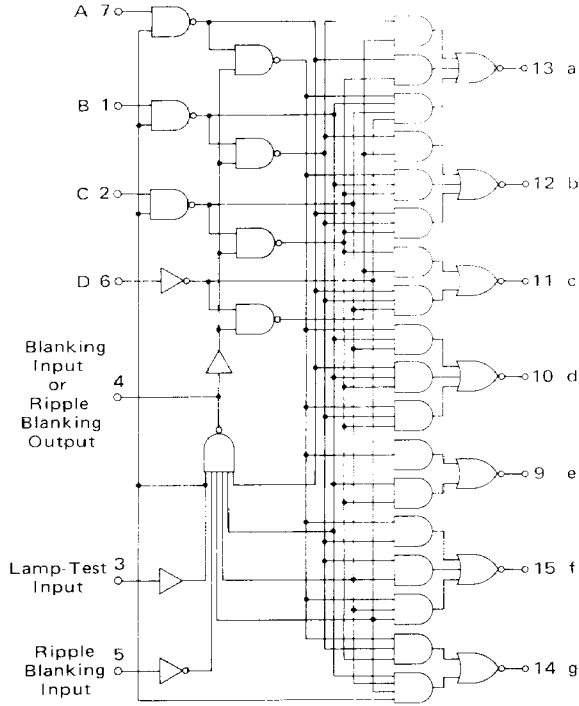 A 7
13 a
B 1
12 b
C 2
11 c
D 6
10 d
Blanking
Input
or
Ripple
Blanking
Output
4
9 e
Lamp-Test
Input
3
15 f
Ripple
Blanking
Input
5
14 g